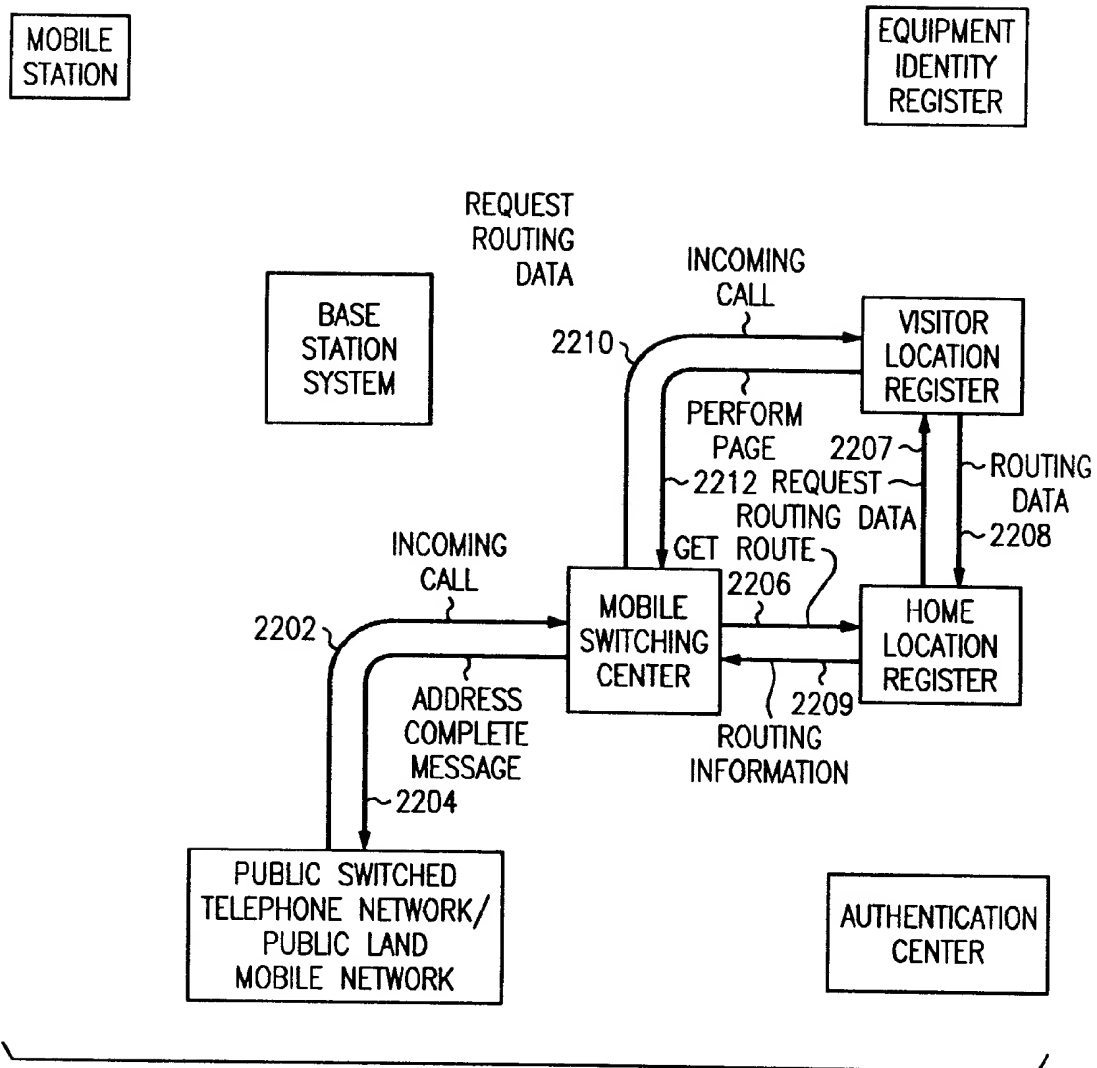 MOBILE
STATION
EQUIPMENT
IDENTITY
REGISTER
REQUEST
ROUTING
DATA
BASE
STATION
SYSTEM
INCOMING
CALL
2210
VISITOR
LOCATION
REGISTER
PERFORM
PAGE
2207
2212 REQUEST
ROUTING DATA
ROUTING
DATA
2208
GET ROUTE
2206
INCOMING
CALL
2202
MOBILE
SWITCHING
CENTER
HOME
LOCATION
REGISTER
2209
ROUTING
INFORMATION
ADDRESS
COMPLETE
MESSAGE
2204
PUBLIC SWITCHED
TELEPHONE NETWORK/
PUBLIC LAND
MOBILE NETWORK
AUTHENTICATION
CENTER